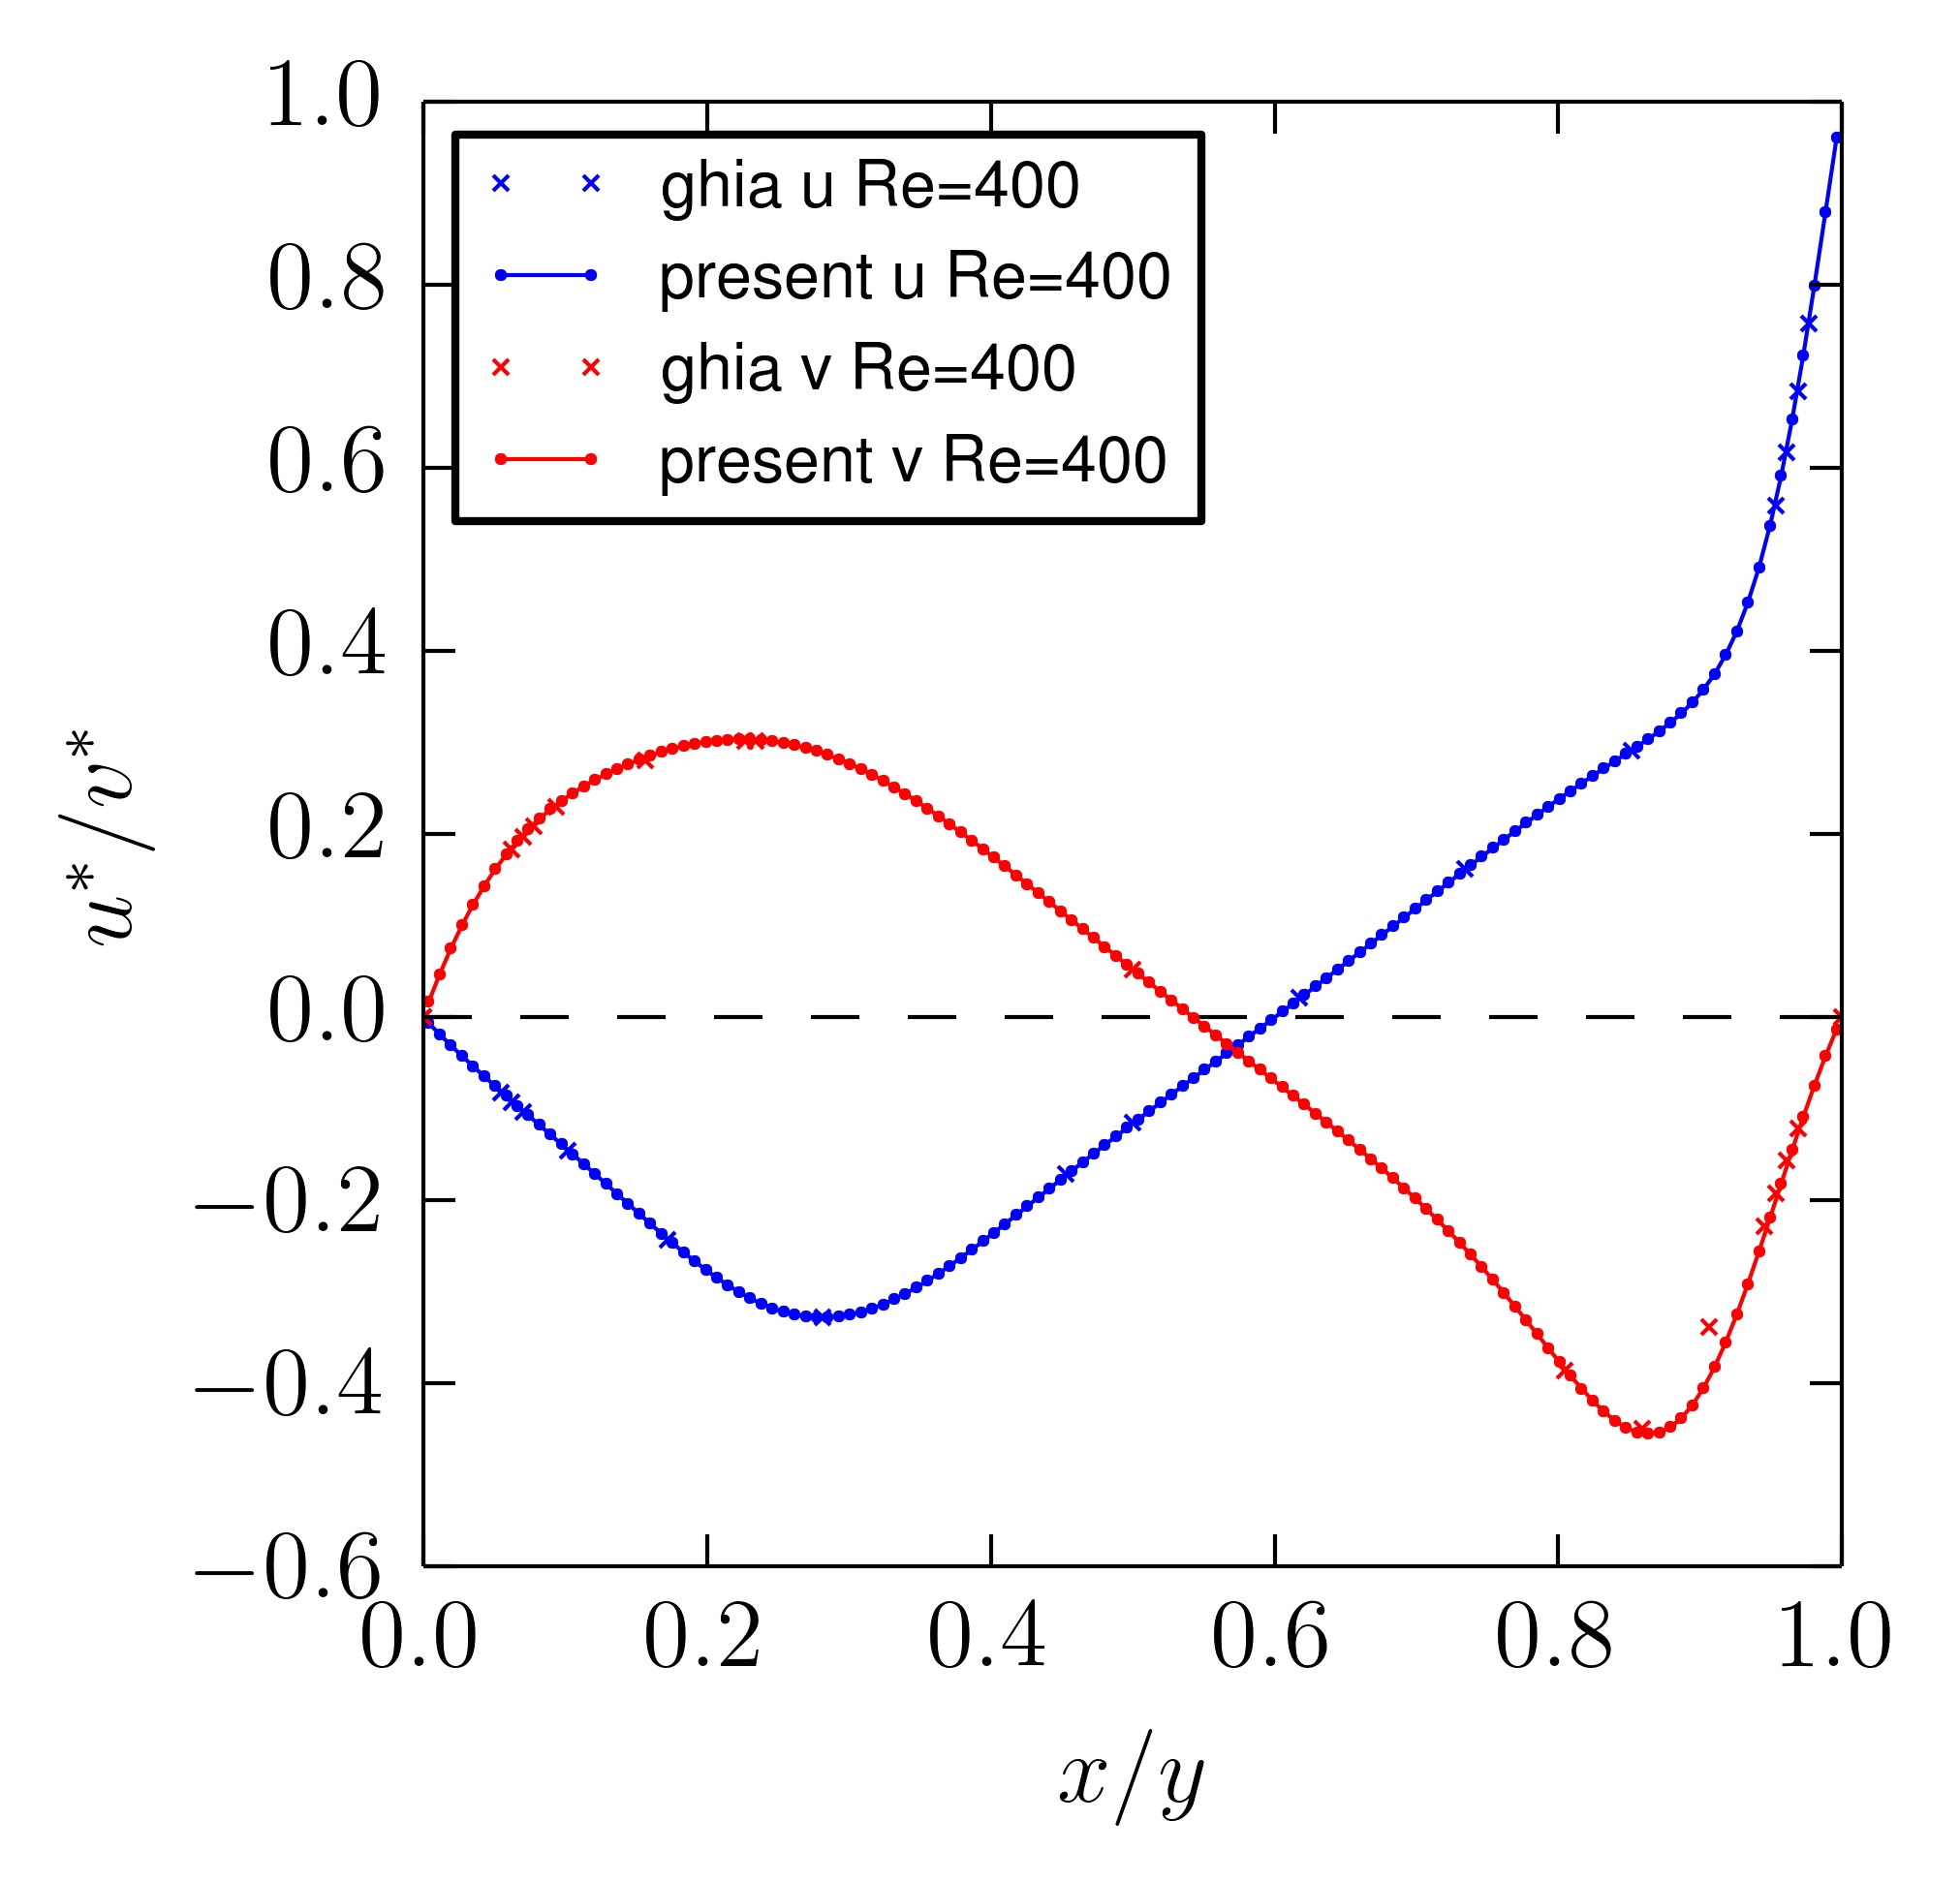 1.0
0.8
0.6
0.4
0.2
0.0
−0.2
−0.4
−0.6
u*/v*
ghia u Re=400
present u Re=400
ghia v Re=400
present v Re=400
0.0 0.2 0.4 0.6 0.8 1.0
x/y